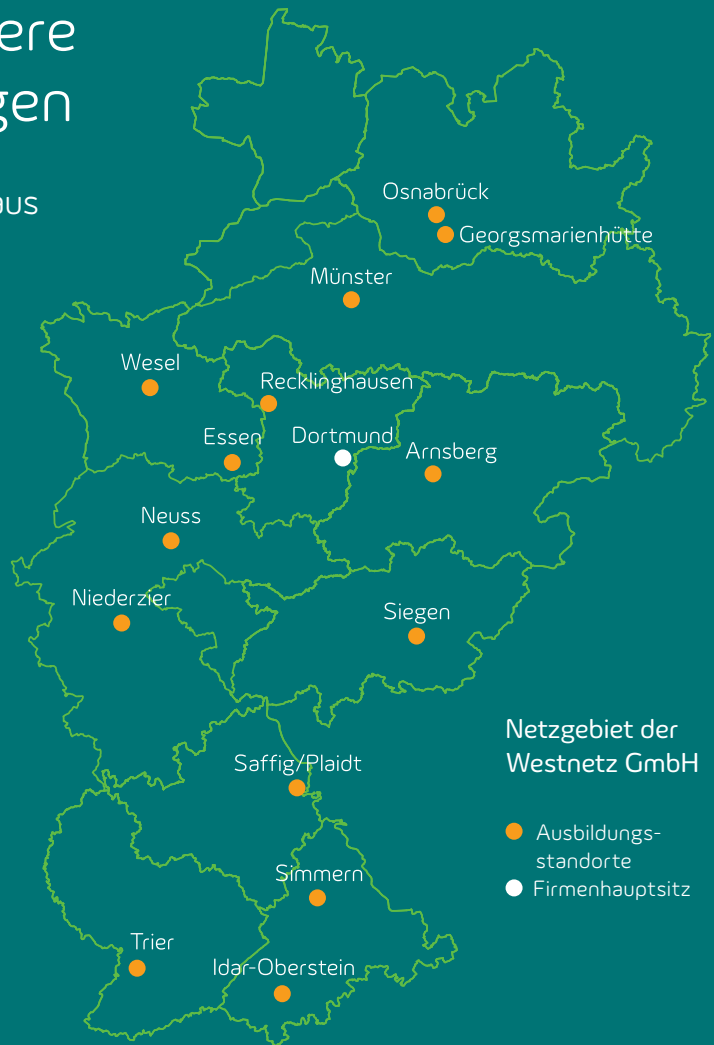 ere
gen
aus
Osnabrück
Georgsmarienhütte
Münster
Wesel
Recklinghausen
Essen
Dortmund
Arnsberg
Neuss
Niederzier
Siegen
Netzgebiet der
Westnetz GmbH
Saffig/Plaidt
Ausbildungs-
standorte
Simmern
Firmenhauptsitz
Trier
Idar-Oberstein